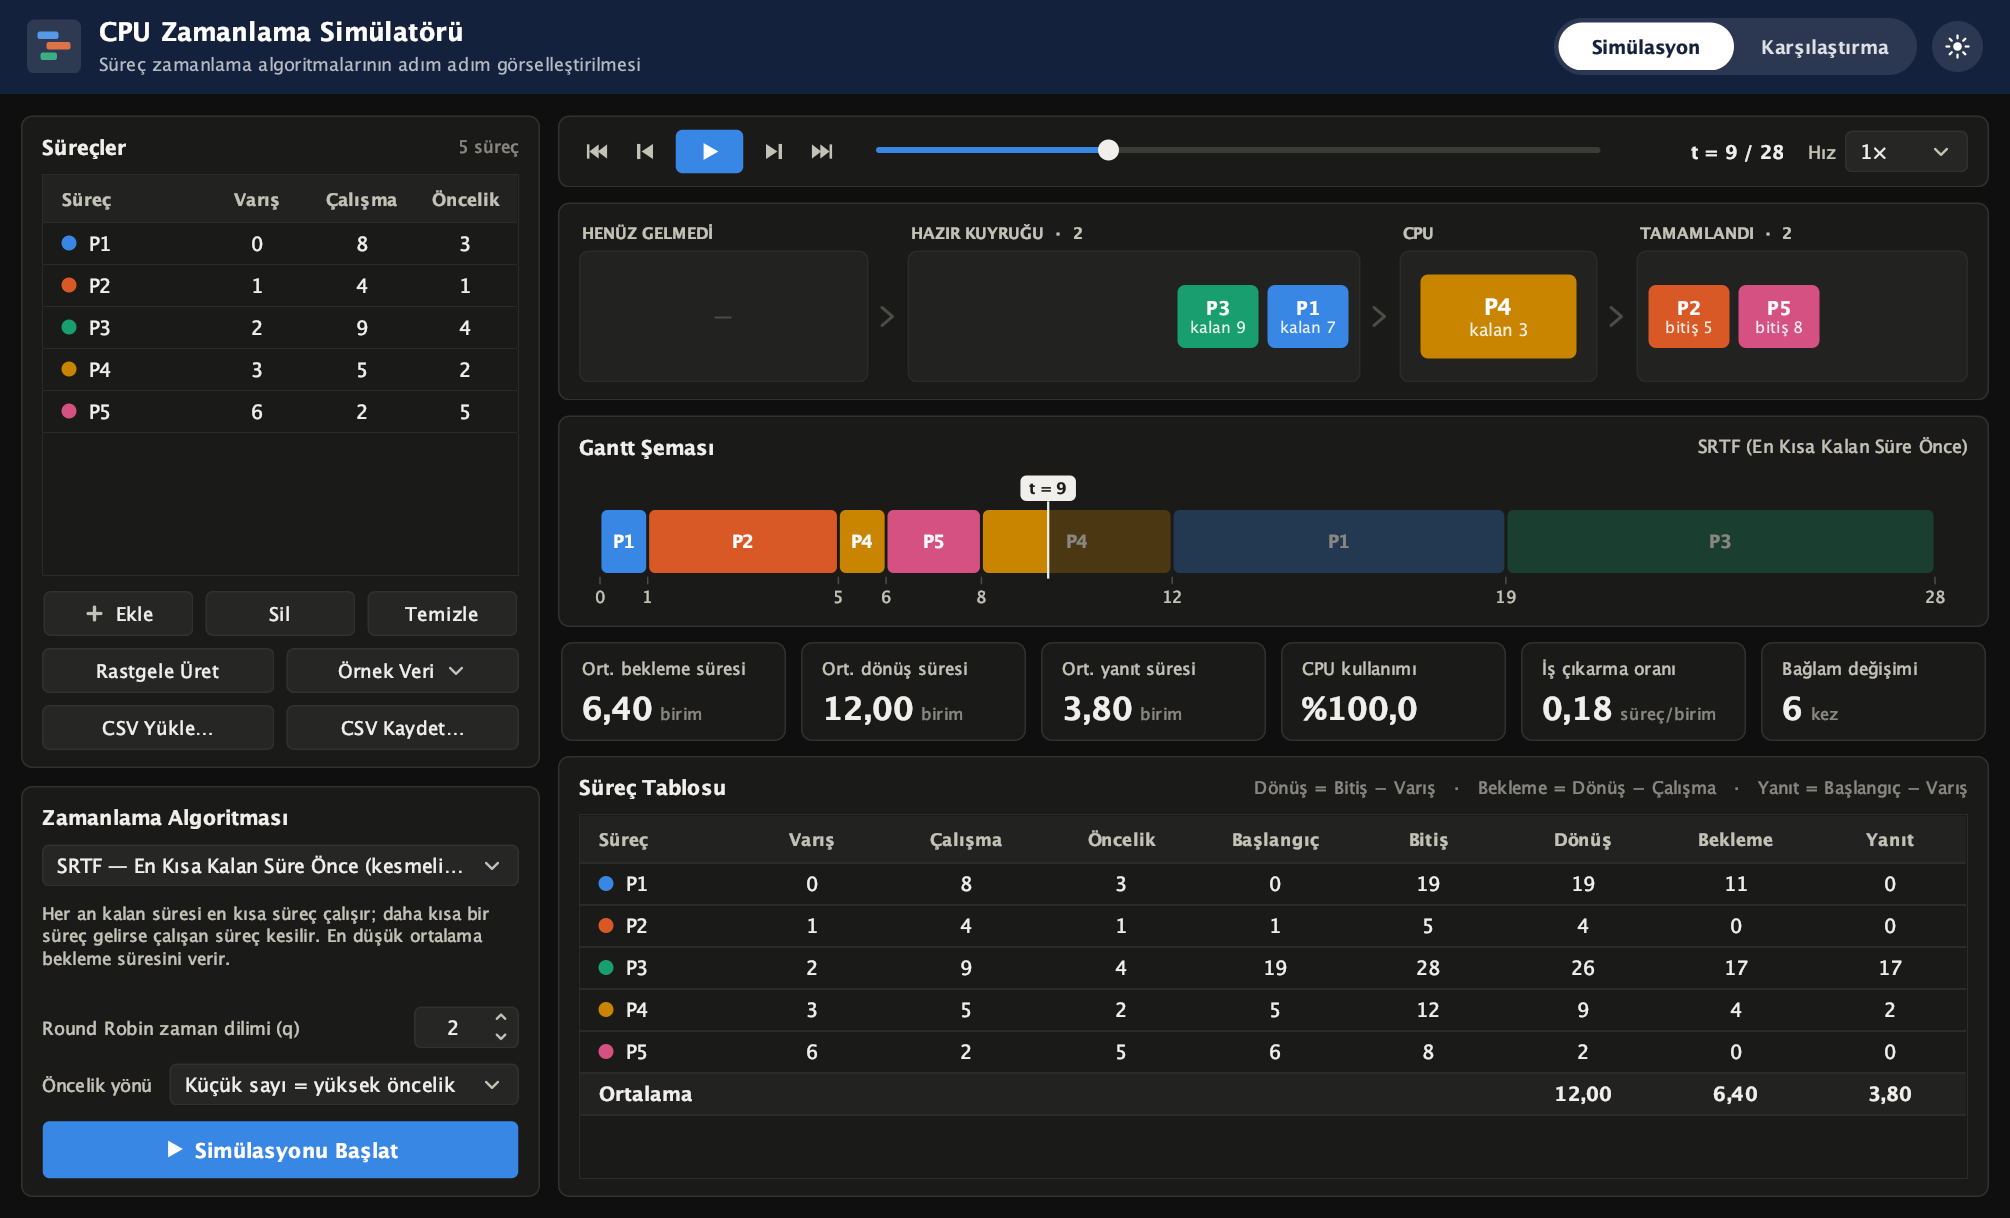 CPU Zamanlama Simülatörü
Süreç zamanlama algoritmalarının adım adım görselleştirilmesi
Simülasyon Karşılaştırma
Süreçler 5 süreç
Süreç Varış Çalışma Öncelik
P1 0 8 3
P2 1 4 1
P3 2 9 4
P4 3 5 2
P5 6 2 5
+ Ekle Sil Temizle
Rastgele Üret Örnek Veri
CSV Yükle... CSV Kaydet...
Zamanlama Algoritması
SRTF — En Kısa Kalan Süre Önce (kesmeli...
Her an kalan süresi en kısa süreç çalışır; daha kısa bir
süreç gelirse çalışan süreç kesilir. En düşük ortalama
bekleme süresini verir.
Round Robin zaman dilimi (q) 2
Öncelik yönü Küçük sayı = yüksek öncelik
Simülasyonu Başlat
t = 9 / 28 Hız 1×
HENÜZ GELMEDİ HAZIR KUYRUĞU · 2 CPU TAMAMLANDI · 2
—
P3 P1 P4 P2 P5
kalan 9 kalan 7 kalan 3 bitiş 5 bitiş 8
Gantt Şeması SRTF (En Kısa Kalan Süre Önce)
t = 9
P1 P2 P4 P5 P4 P1 P3
0 1 5 6 8 12 19 28
Ort. bekleme süresi Ort. dönüş süresi Ort. yanıt süresi CPU kullanımı İş çıkarma oranı Bağlam değişimi
6,40 birim 12,00 birim 3,80 birim %100,0 0,18 süreç/birim 6 kez
Süreç Tablosu Dönüş = Bitiş − Varış · Bekleme = Dönüş − Çalışma · Yanıt = Başlangıç − Varış
Süreç Varış Çalışma Öncelik Başlangıç Bitiş Dönüş Bekleme Yanıt
P1 0 8 3 0 19 19 11 0
P2 1 4 1 1 5 4 0 0
P3 2 9 4 19 28 26 17 17
P4 3 5 2 5 12 9 4 2
P5 6 2 5 6 8 2 0 0
Ortalama 12,00 6,40 3,80